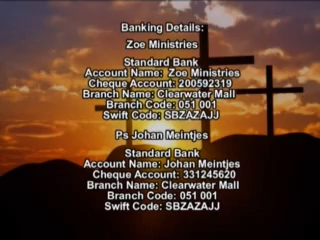 Banking Details:
Zoe Ministries
Standard Bank
Account Name:  Zoe Ministries
Cheque Account: 200592319
Branch Name: Clearwater Mall
Branch Code: 051 001
Swift Code: SBZAZAJJ
Ps Johan Meintjes
Standard Bank
Account Name: Johan Meintjes
Cheque Account: 331245620
Branch Name: Clearwater Mall
Branch Code: 051 001
Swift Code: SBZAZAJJ